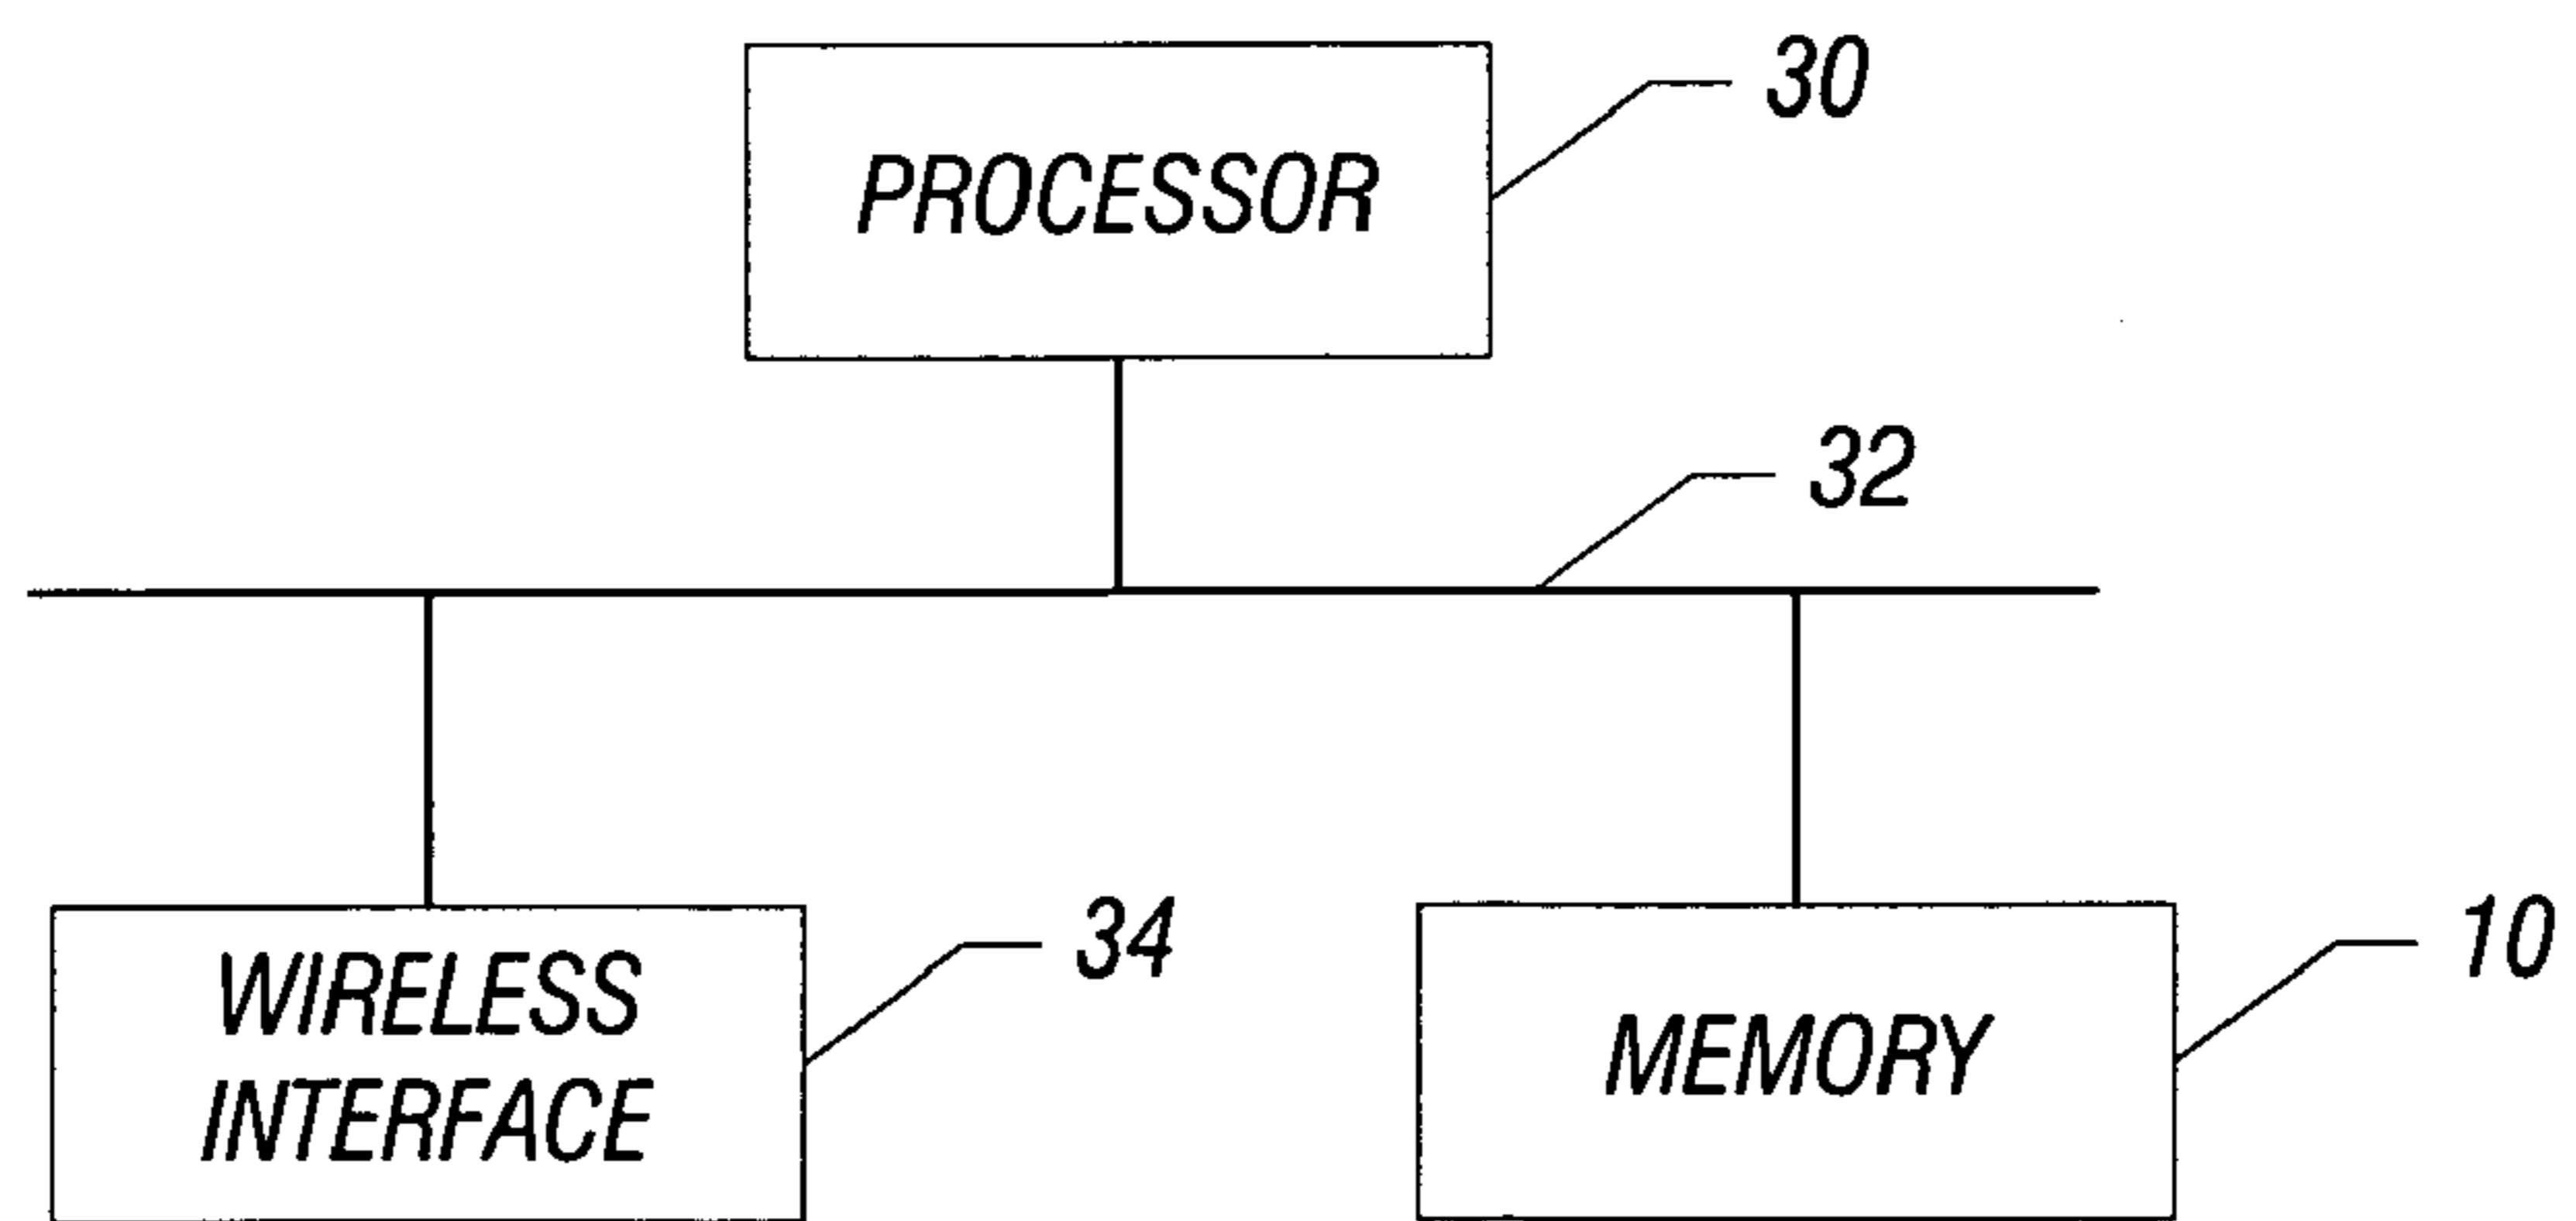 PROCESSOR
30
32
WIRELESS
INTERFACE
34
MEMORY
10